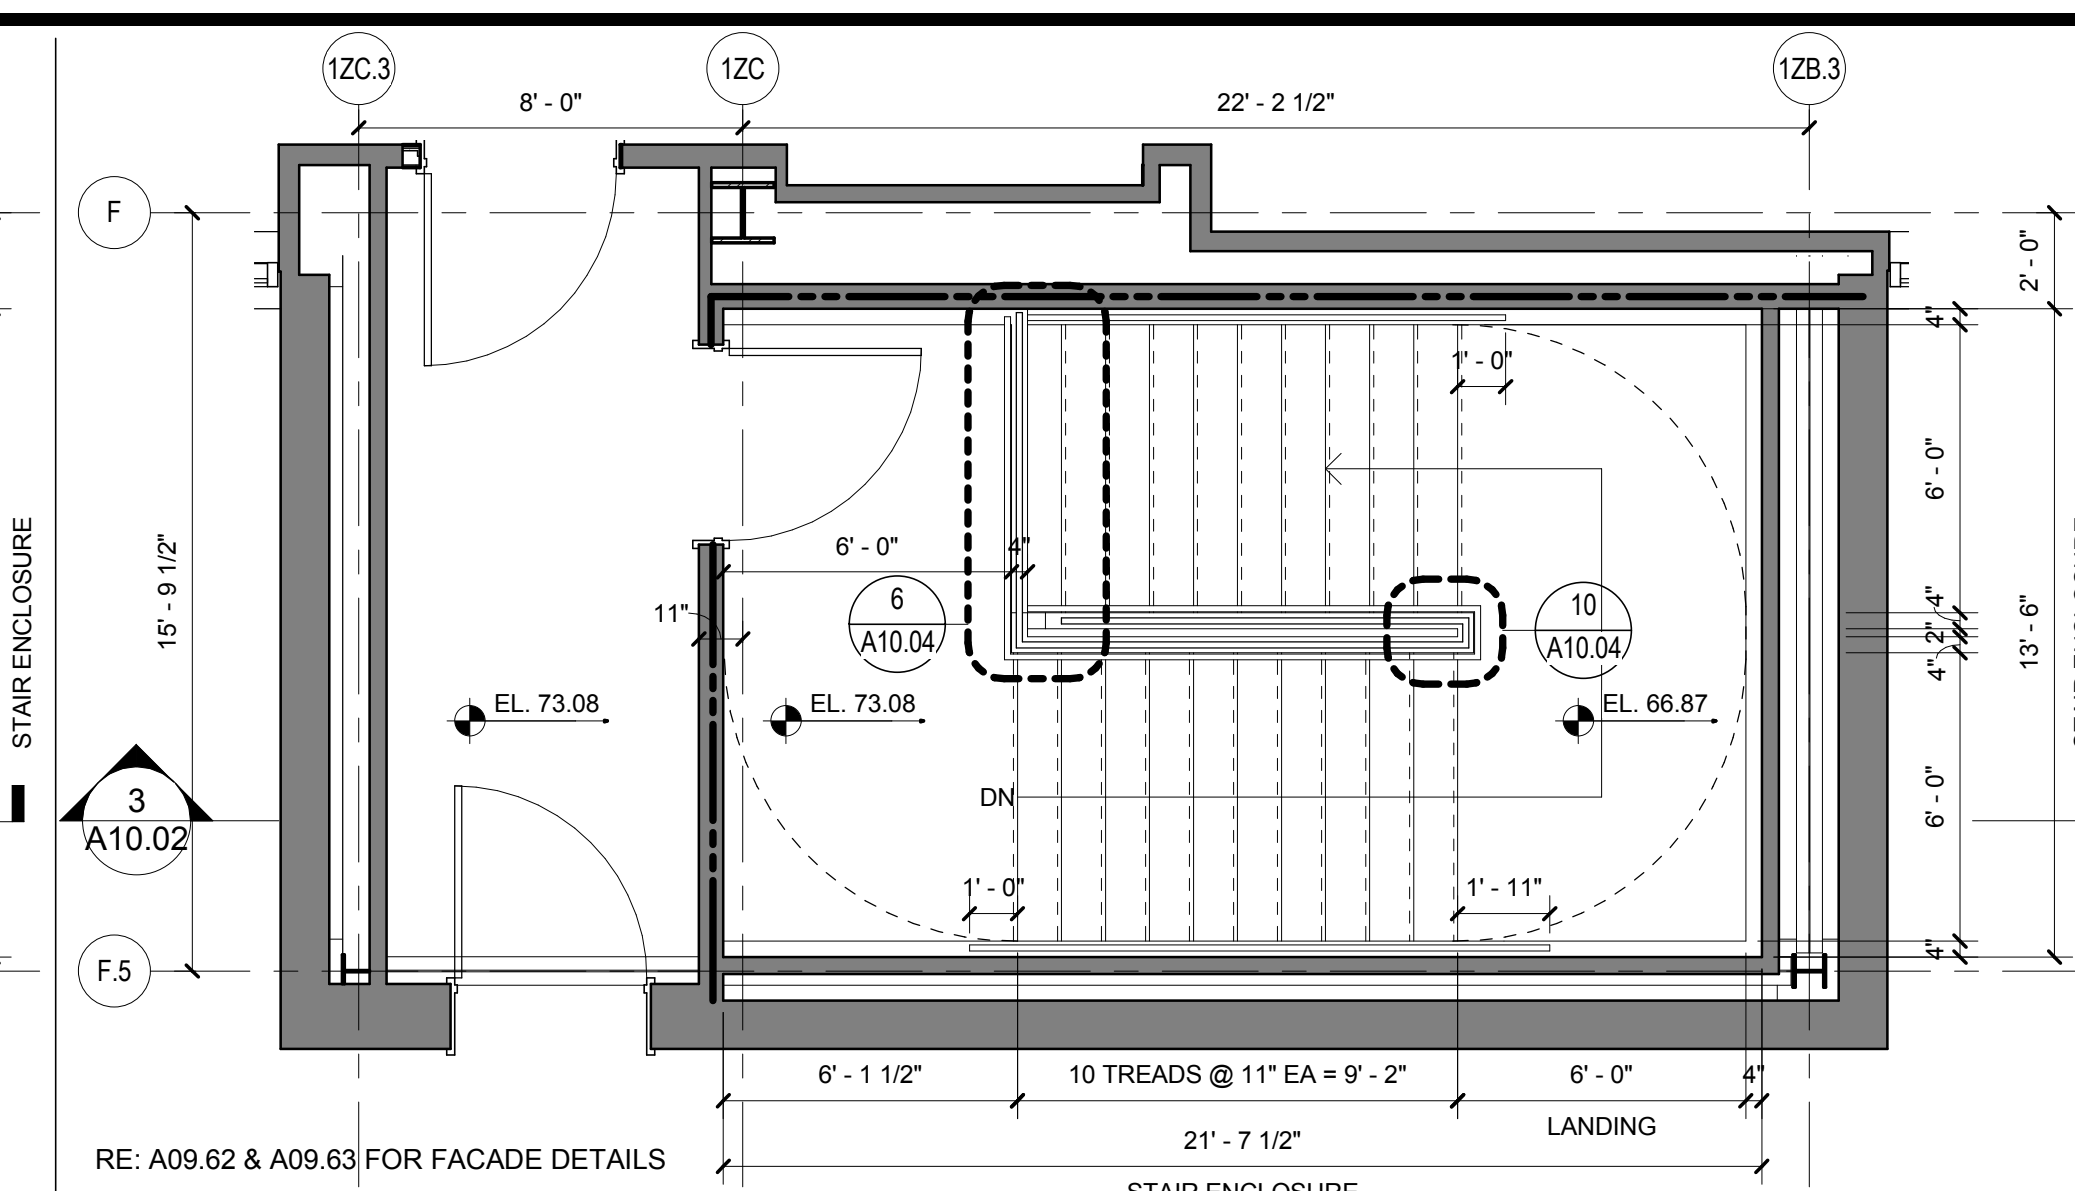 1ZC.3
1ZC
1ZB.3
8' - 0"
22' - 2 1/2"
F
2' - 0"
4"
1' - 0"
6' - 0"
STAIR ENCLOSURE
15' - 9 1/2"
6' - 0"
4"
11"
6
A10.04
10
A10.04
4"
2"
4"
13' - 6"
EL. 73.08
EL. 73.08
EL. 66.87
3
A10.02
DN
6' - 0"
1' - 0"
1' - 11"
4"
F.5
6' - 1 1/2"
10 TREADS @ 11" EA = 9' - 2"
6' - 0"
4"
LANDING
21' - 7 1/2"
RE: A09.62 & A09.63 FOR FACADE DETAILS
STAIR ENCLOSURE